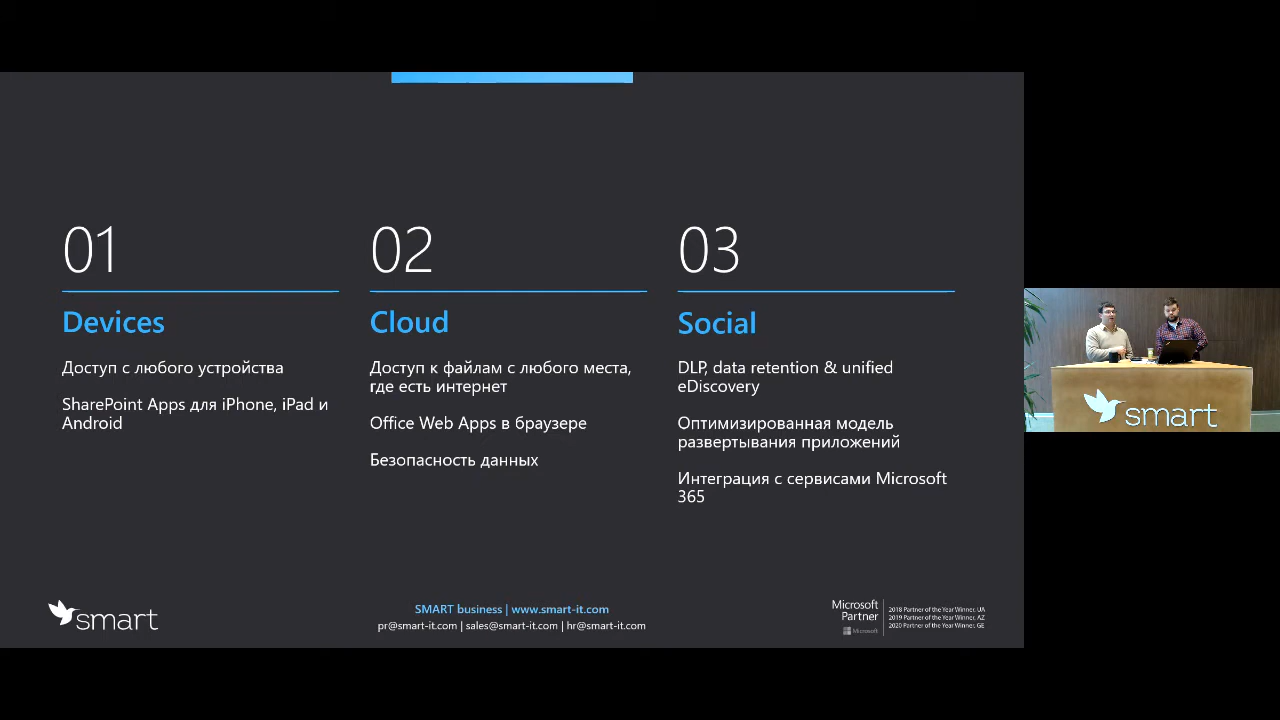 01
Devices
Доступ с любого устройства
SharePoint Apps для iPhone, iPad и
Android
02
Cloud
Доступ к файлам с любого места,
где есть интернет
Office Web Apps в браузере
Безопасность данных
03
Social
DLP, data retention & unified
eDiscovery
Оптимизированная модель
развертывания приложений
Интеграция с сервисами Microsoft
365
smart
smart
SMART business | www.smart-it.com
pr@smart-it.com | sales@smart-it.com | hr@smart-it.com
Microsoft
Partner
Microsoft
2018 Partner of the Year Winner, UA
2019 Partner of the Year Winner, AZ
2020 Partner of the Year Winner, GE